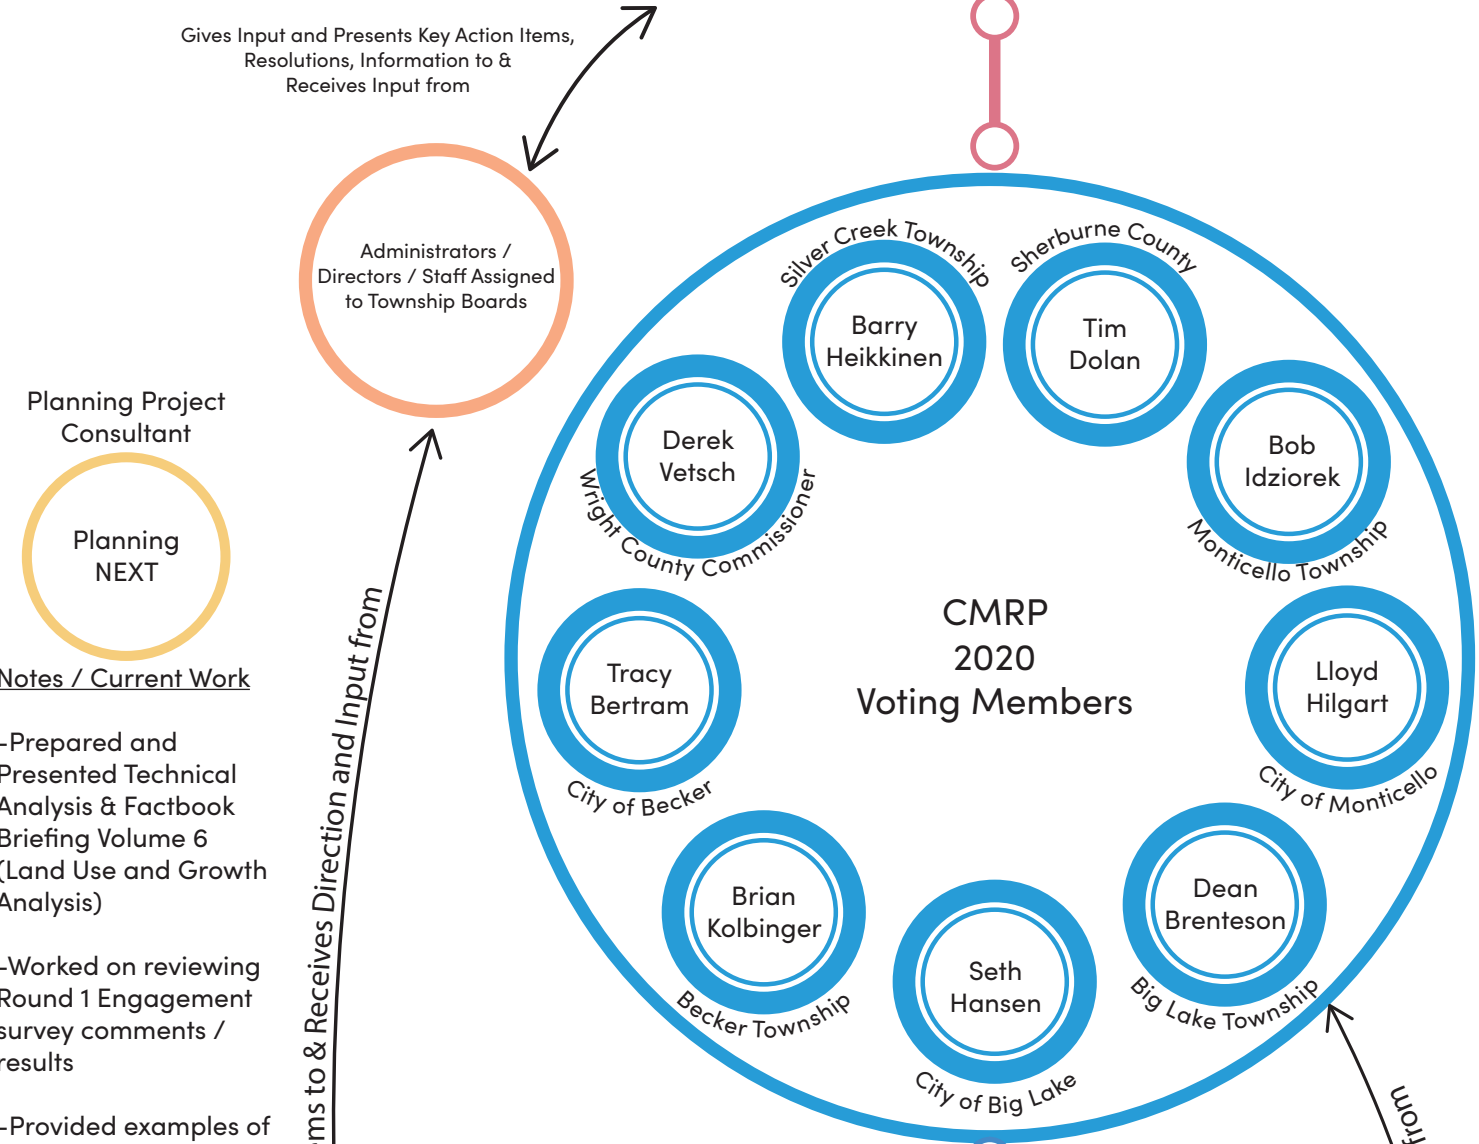 Gives Input and Presents Key Action Items,
Resolutions, Information to &
Receives Input from
Administrators /
Directors / Staff Assigned
to Township Boards
Planning Project
Consultant
Planning
NEXT
Notes / Current Work
-Prepared and
Presented Technical
Analysis & Factbook
Briefing Volume 6
(Land Use and Growth
Analysis)
-Worked on reviewing
Round 1 Engagement
survey comments /
results
-Provided examples of
ms to & Receives Direction and Input from
CMRP
2020
Voting Members
Silver Creek Township
Barry
Heikkinen
Sherburne County
Tim
Dolan
Bob
Idziorek
Monticello Township
Lloyd
Hilgart
City of Monticello
Dean
Brenteson
Big Lake Township
Seth
Hansen
City of Big Lake
Brian
Kolbinger
Becker Township
Tracy
Bertram
City of Becker
Derek
Vetsch
Wright County Commissioner
from